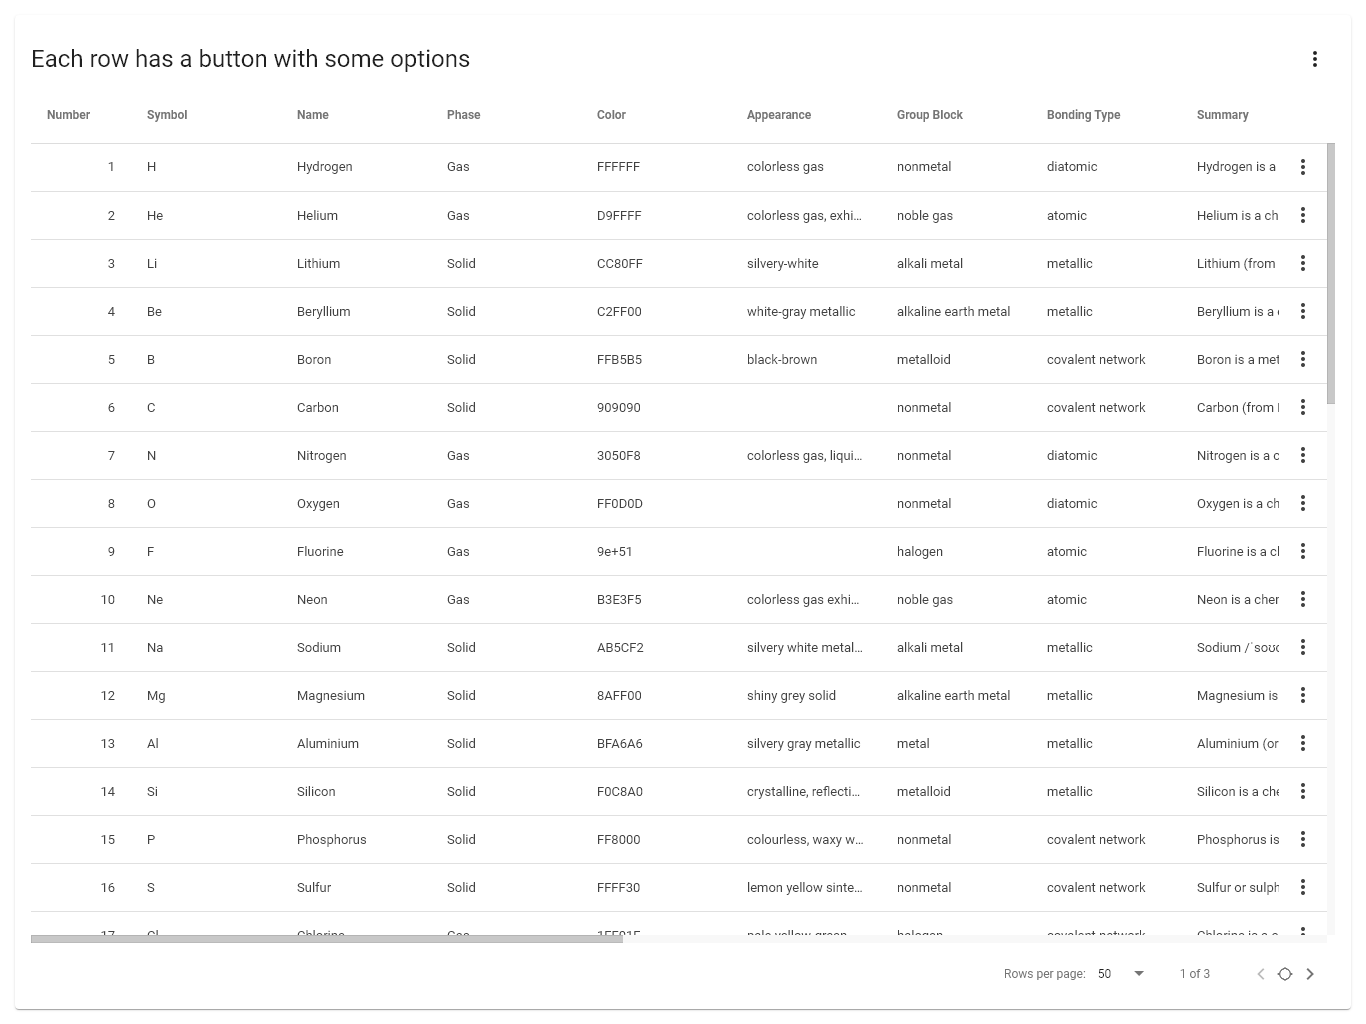 Each row has a button with some options
Number Symbol Name Phase Color Appearance Group Block Bonding Type Summary
1 H Hydrogen Gas FFFFFF colorless gas nonmetal diatomic Hydrogen is a
2 He Helium Gas D9FFFF colorless gas, exhi... noble gas atomic Helium is a ch
3 Li Lithium Solid CC80FF silvery-white alkali metal metallic Lithium (from
4 Be Beryllium Solid C2FF00 white-gray metallic alkaline earth metal metallic Beryllium is a
5 B Boron Solid FFB5B5 black-brown metalloid covalent network Boron is a met
6 C Carbon Solid 909090 nonmetal covalent network Carbon (from
7 N Nitrogen Gas 3050F8 colorless gas, liqui... nonmetal diatomic Nitrogen is a c
8 O Oxygen Gas FF0D0D nonmetal diatomic Oxygen is a ch
9 F Fluorine Gas 9e+51 halogen atomic Fluorine is a cl
10 Ne Neon Gas B3E3F5 colorless gas exhi... noble gas atomic Neon is a cher
11 Na Sodium Solid AB5CF2 silvery white metal... alkali metal metallic Sodium /ˈsoʊ
12 Mg Magnesium Solid 8AFF00 shiny grey solid alkaline earth metal metallic Magnesium is
13 Al Aluminium Solid BFA6A6 silvery gray metallic metal metallic Aluminium (or
14 Si Silicon Solid F0C8A0 crystalline, reflecti... metalloid metallic Silicon is a che
15 P Phosphorus Solid FF8000 colourless, waxy w... nonmetal covalent network Phosphorus is
16 S Sulfur Solid FFFF30 lemon yellow sinte... nonmetal covalent network Sulfur or sulph
17 Cl Chlorine Gas 1FF01F pale yellow-green halogen covalent network Chlorine is a c
Rows per page: 50 1 of 3